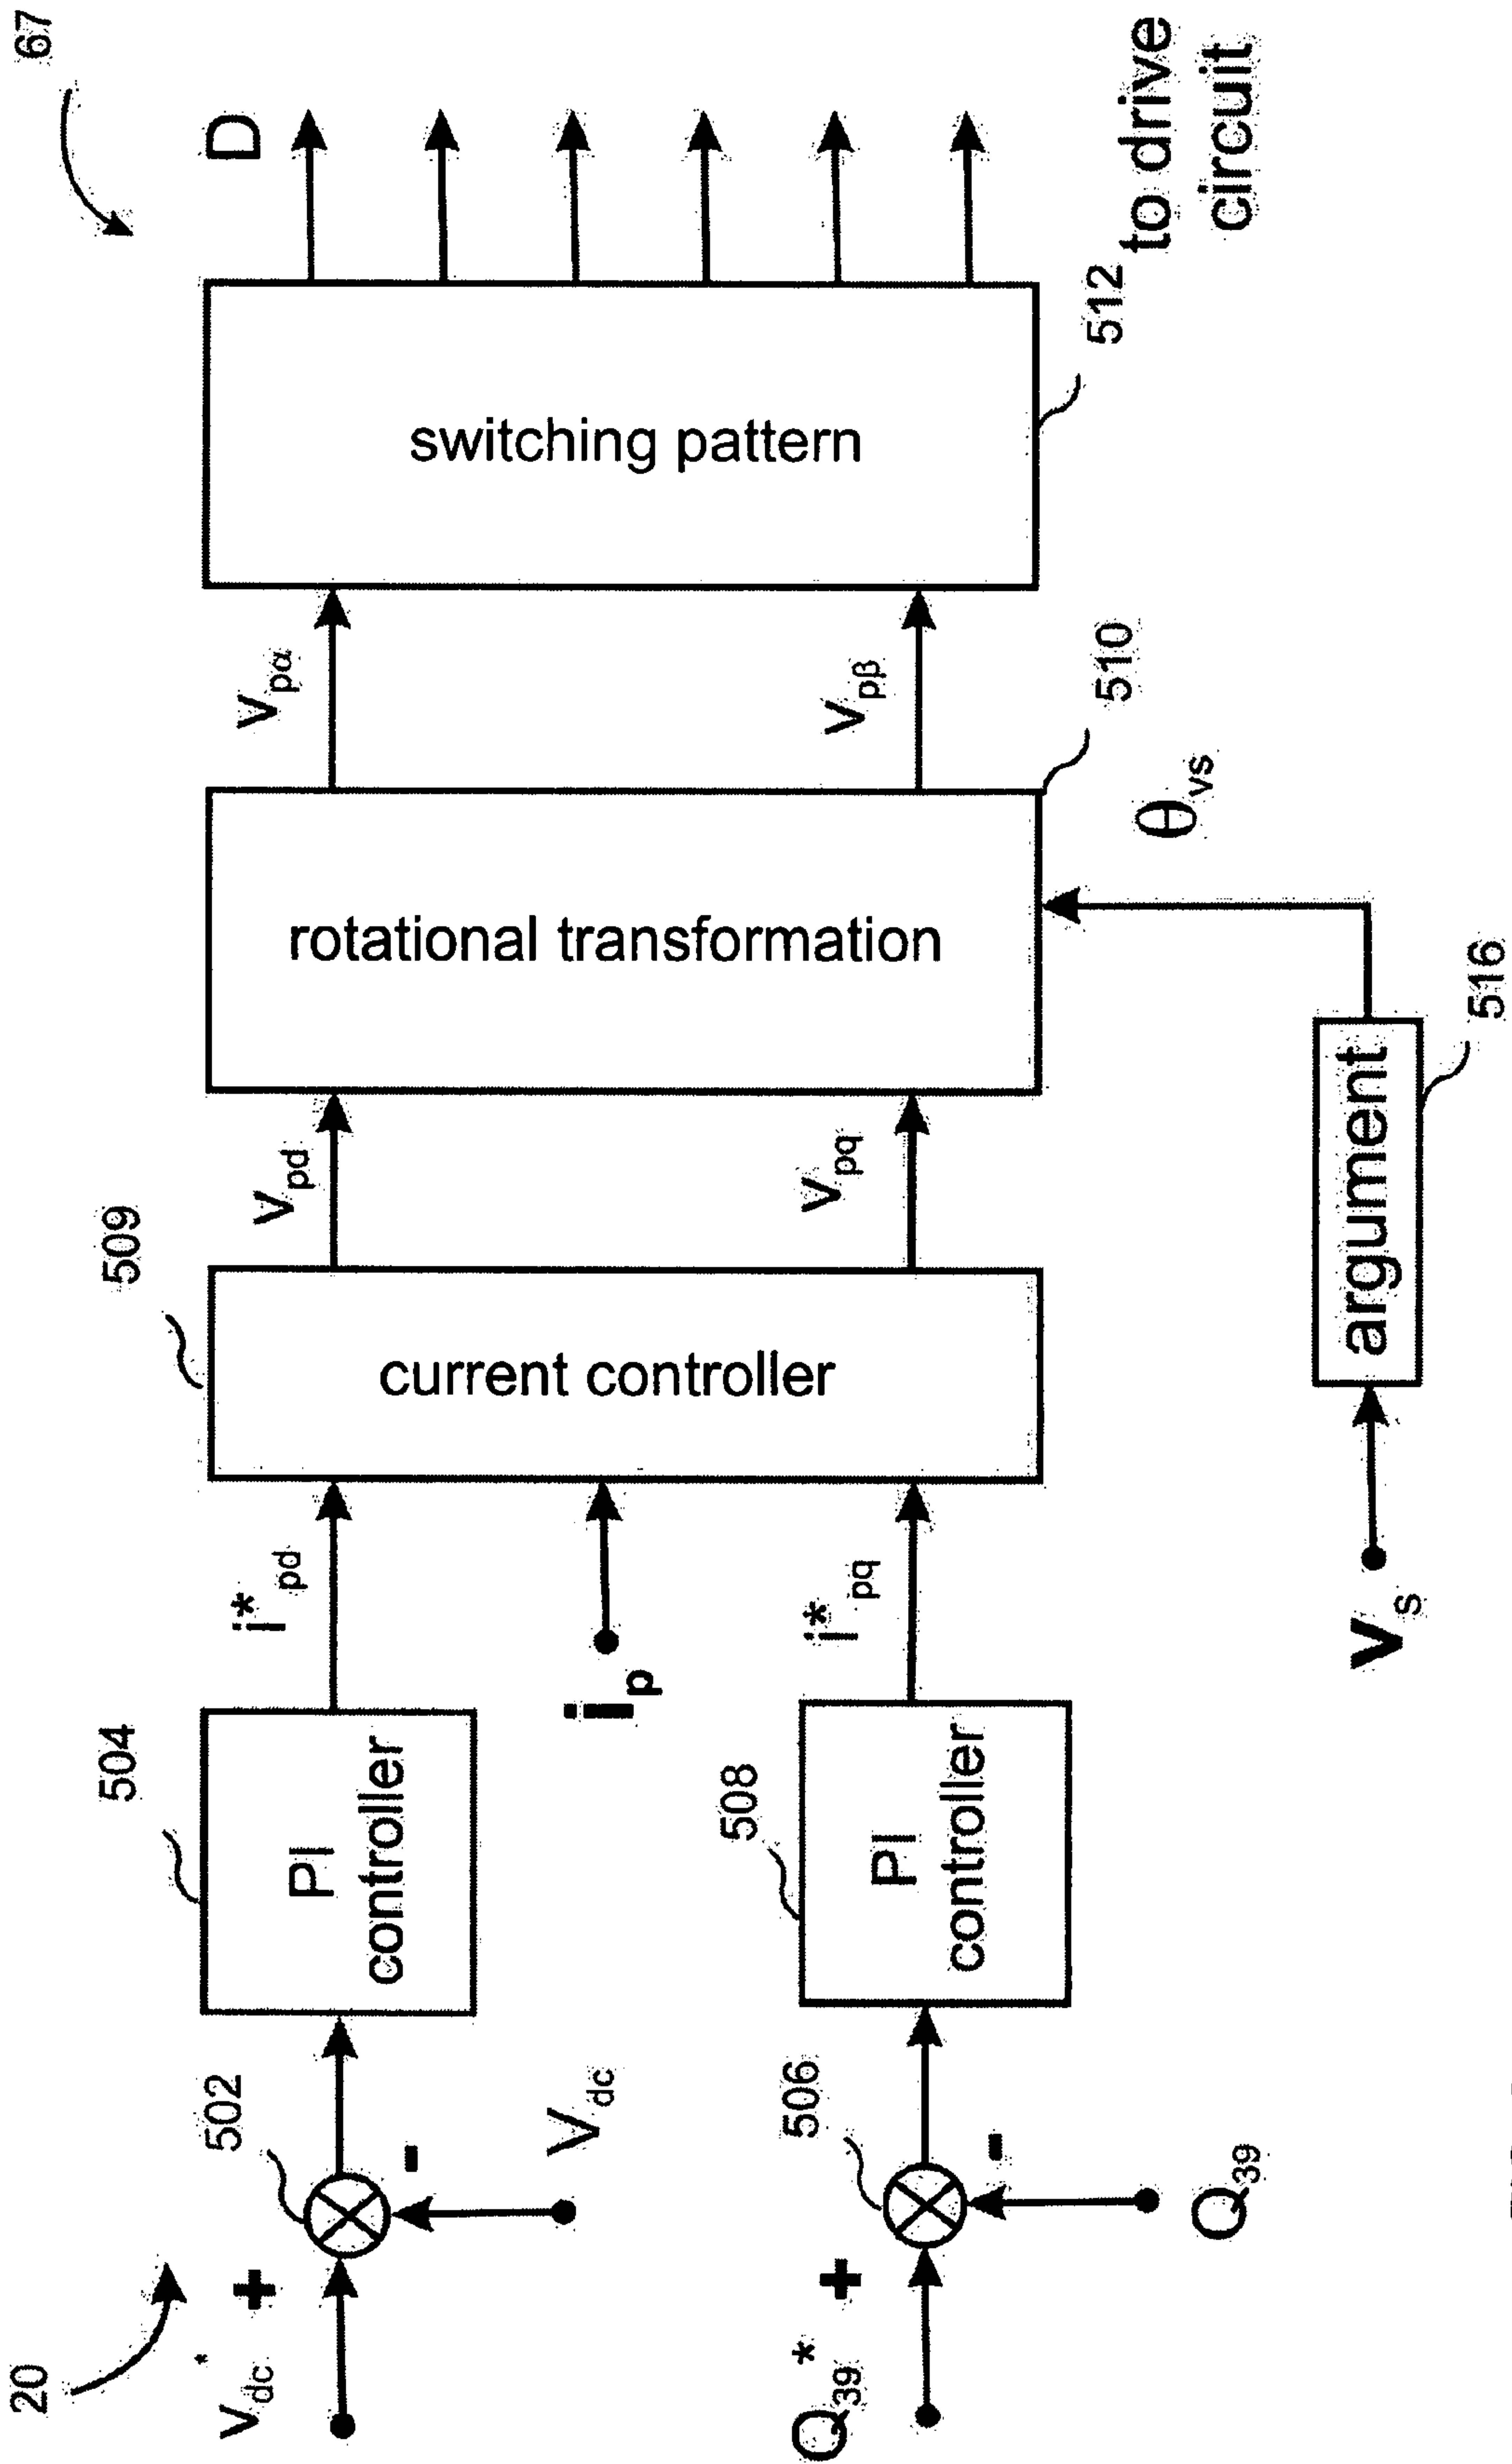 67
20
D
v*dc
+
502
-
Vdc
504
PI
controller
i*pd
509
current controller
ip
vpd
vpq
rotational transformation
510
vpα
vpβ
switching pattern
512
to drive
circuit
Q39*
+
506
-
Q39
508
PI
controller
i*pq
vs
argument
516
θvs